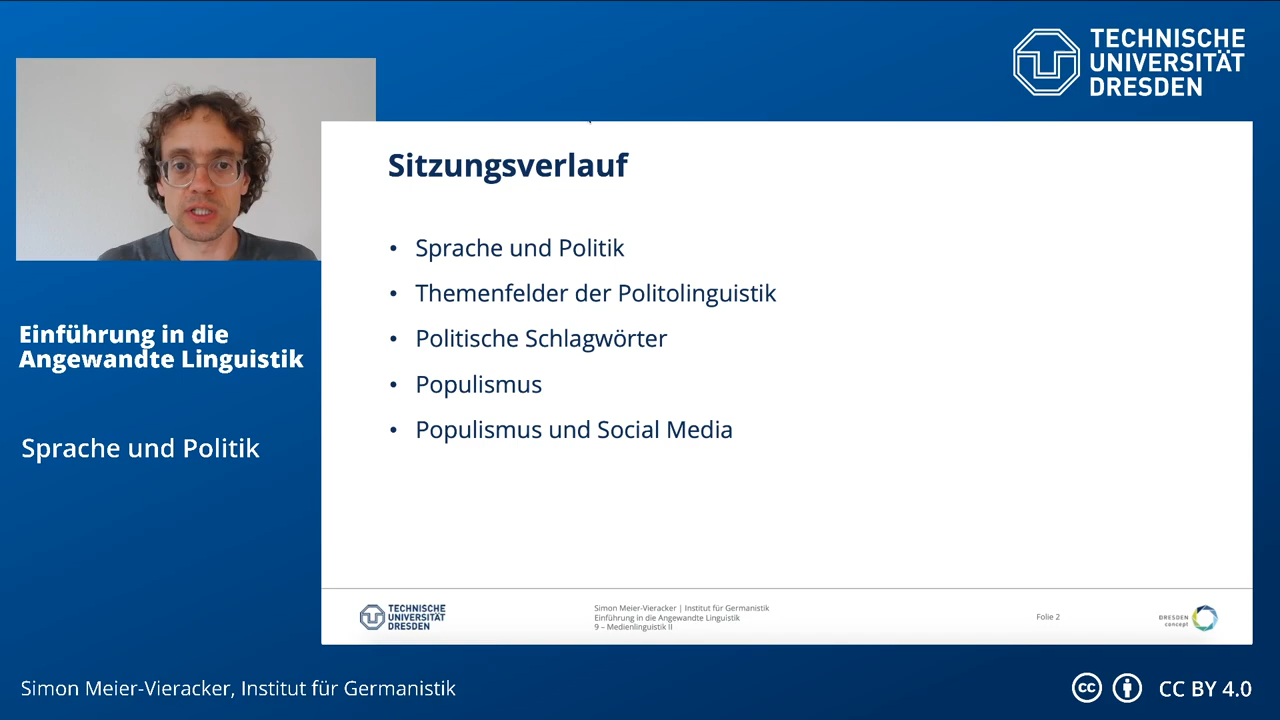 TECHNISCHE
UNIVERSITÄT
DRESDEN
Einführung in die
Angewandte Linguistik
Sprache und Politik
Sitzungsverlauf
• Sprache und Politik
• Themenfelder der Politolinguistik
• Politische Schlagwörter
• Populismus
• Populismus und Social Media
TECHNISCHE
UNIVERSITÄT
DRESDEN
Simon Meier-Vieracker | Institut für Germanistik
Einführung in die Angewandte Linguistik
9 – Medienlinguistik II
Folie 2
DRESDEN
concept
Simon Meier-Vieracker, Institut für Germanistik
cc CC BY 4.0